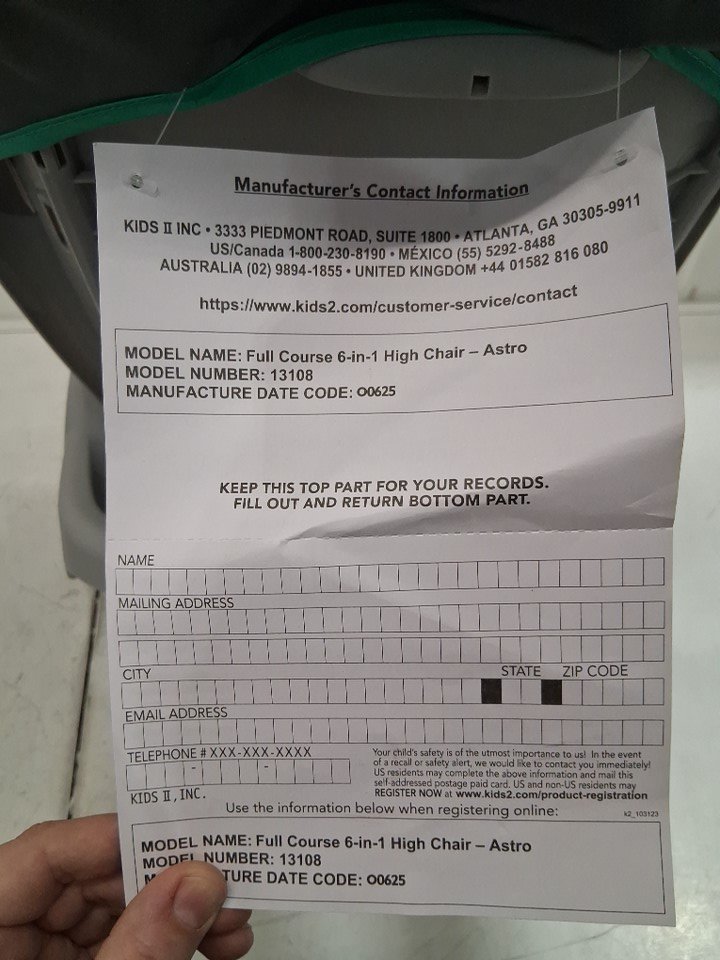 Manufacturer's Contact Information
KIDS II INC • 3333 PIEDMONT ROAD, SUITE 1800 • ATLANTA, GA 30305-9911
US/Canada 1-800-230-8190 • MÉXICO (55) 5292-8488
AUSTRALIA (02) 9894-1855 • UNITED KINGDOM +44 01582 816 080
https://www.kids2.com/customer-service/contact
MODEL NAME: Full Course 6-in-1 High Chair – Astro
MODEL NUMBER: 13108
MANUFACTURE DATE CODE: OO625
KEEP THIS TOP PART FOR YOUR RECORDS.
FILL OUT AND RETURN BOTTOM PART.
NAME
MAILING ADDRESS
CITY STATE ZIP CODE
EMAIL ADDRESS
TELEPHONE # XXX-XXX-XXXX
- -
KIDS II, INC.
Your child's safety is of the utmost importance to us! In the event
of a recall or safety alert, we would like to contact you immediately!
US residents may complete the above information and mail this
self-addressed postage paid card. US and non-US residents may
REGISTER NOW at www.kids2.com/product-registration
Use the information below when registering online:
k2_103123
MODEL NAME: Full Course 6-in-1 High Chair – Astro
MODEL NUMBER: 13108
TURE DATE CODE: OO625